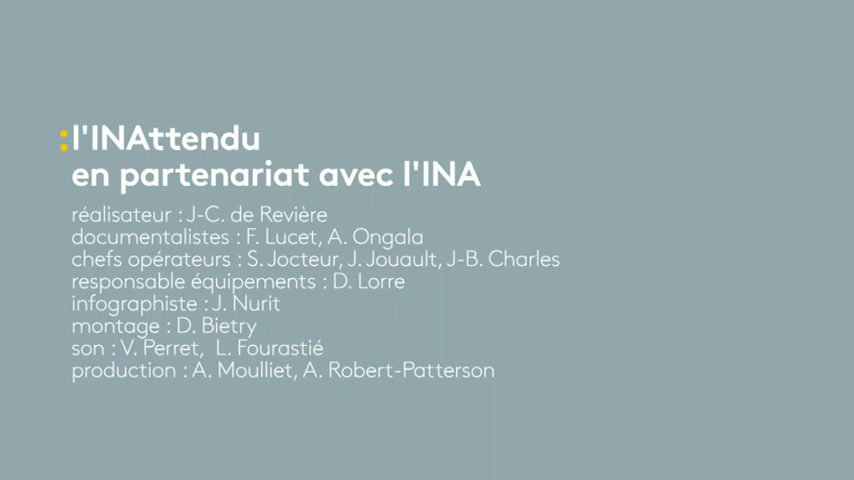 :l'INAttendu
en partenariat avec l'INA
réalisateur : J-C. de Revière
documentalistes : F. Lucet, A. Ongala
chefs opérateurs : S. Jocteur, J. Jouault, J-B. Charles
responsable équipements : D. Lorre
infographiste : J. Nurit
montage : D. Bietry
son : V. Perret, L. Fourastié
production : A. Moulliet, A. Robert-Patterson